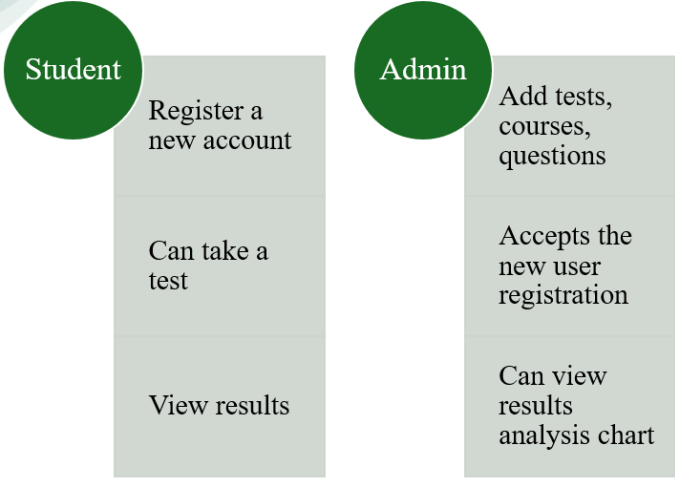 Student
Register a
new account
Can take a
test
View results
Admin
Add tests,
courses,
questions
Accepts the
new user
registration
Can view
results
analysis chart